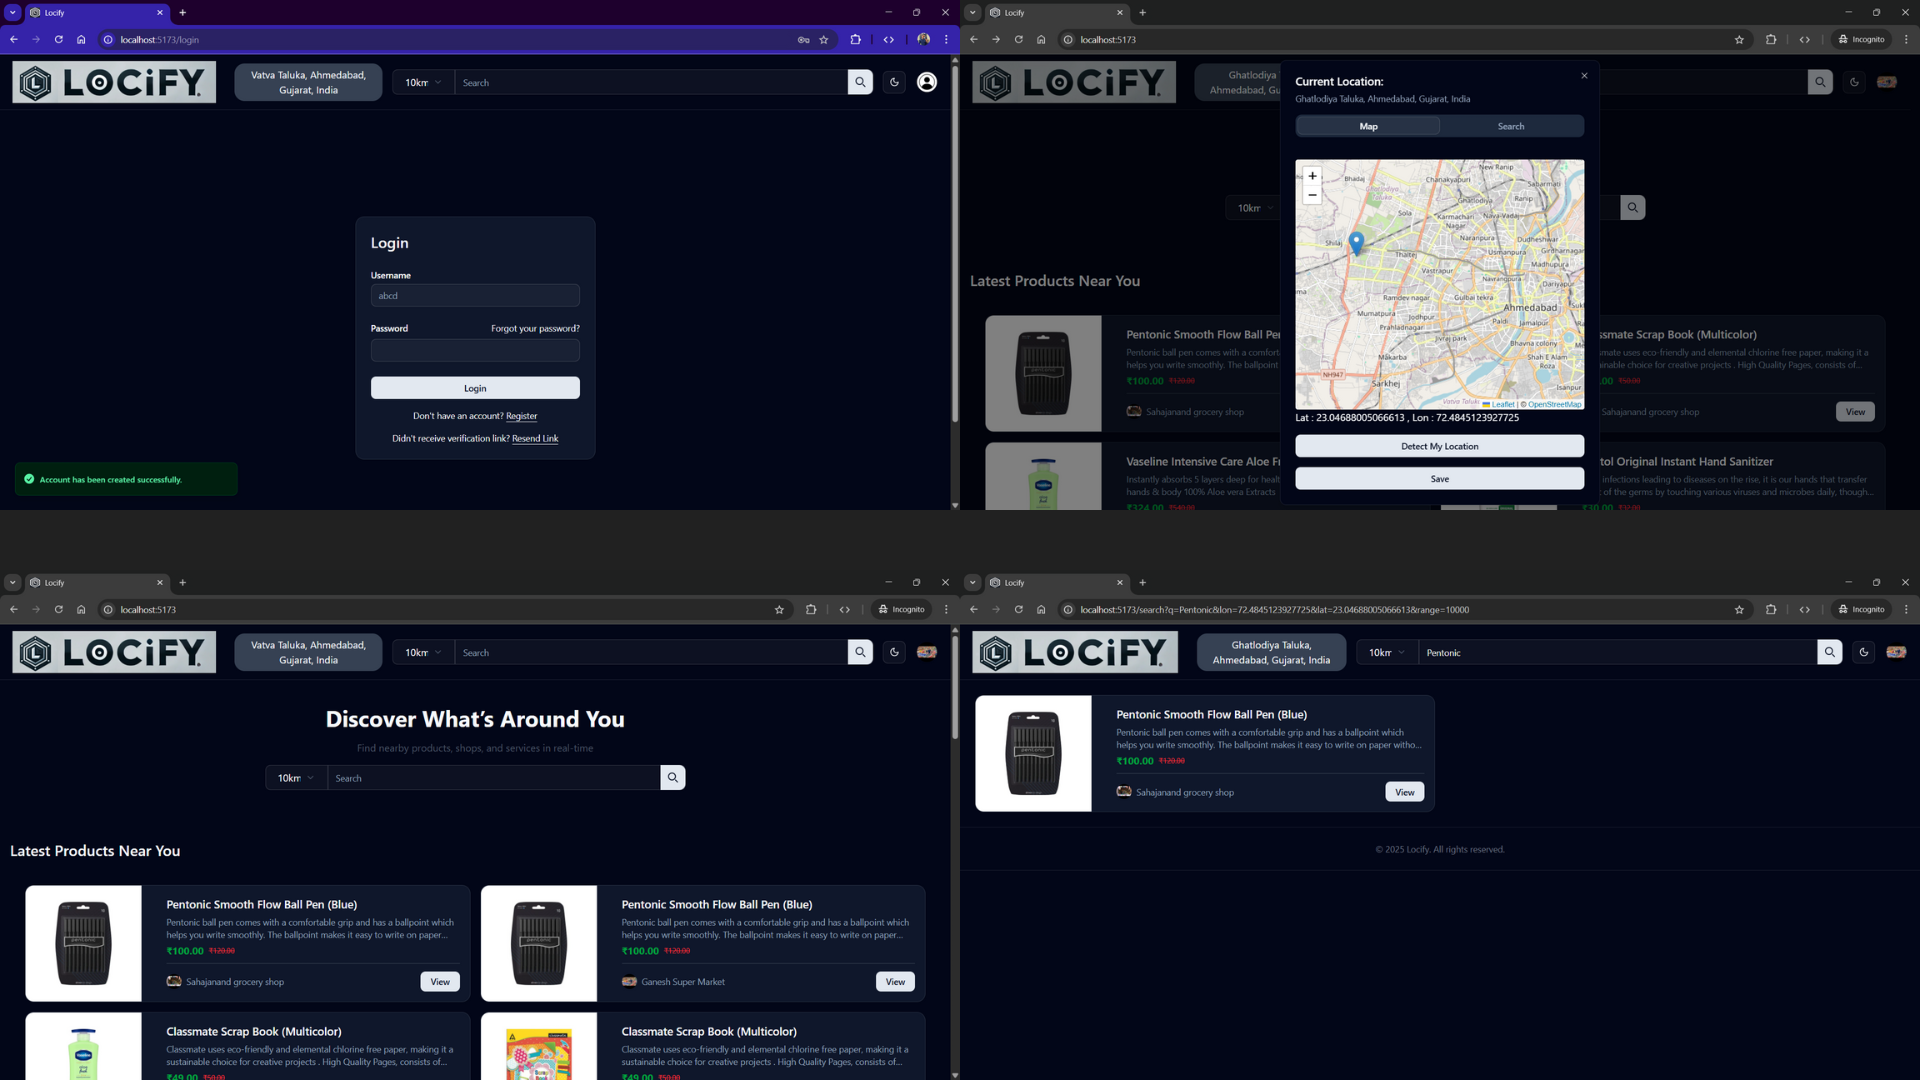 Locify
localhost:5173/login
LOCiFY
Vatva Taluka, Ahmedabad,
Gujarat, India
10km
Search
Login
Username
abcd
Password
Forgot your password?
Login
Don't have an account? Register
Didn't receive verification link? Resend Link
Account has been created successfully.
Locify
localhost:5173
Incognito
LOCiFY
Ghatlodiya
Ahmedabad, Gu
Current Location:
Ghatlodiya Taluka, Ahmedabad, Gujarat, India
Map
Search
10km
+
−
New Ranip
Bhadaj
Chanakyapuri
Sabarmati
Ghatlodiya
Taluka
Ghatlodiya
Ranip
Sola
Karmachari
Nagar
Nava-Vadaj
Shilaj
Naranpura
Dudheshwar
Girdharnagar
Thaltej
Usmanpura
Madhupura
Vastrapur
Navrangpura
Dariyapur
Ramdev nagar
Gulbai tekra
Ahmedabad
Mumatpura
Jodhpur
Paldi
Jamalpur
Prahladnagar
Jivraj park
Bhavna colony
Makarba
Shah E Alam
Roza
NH947
Sarkhej
Isanpur
Vatva Taluka
Leaflet | © OpenStreetMap
Lat : 23.04688005066613 , Lon : 72.4845123927725
Detect My Location
Save
Latest Products Near You
Pentonic Smooth Flow Ball Pe
Pentonic ball pen comes with a comfort
helps you write smoothly. The ballpoint
₹100.00 ₹120.00
Sahajanand grocery shop
ssmate Scrap Book (Multicolor)
smate uses eco-friendly and elemental chlorine free paper, making it a
ainable choice for creative projects . High Quality Pages, consists of...
.00 ₹50.00
Sahajanand grocery shop
View
Vaseline Intensive Care Aloe F
Instantly absorbs 5 layers deep for healt
hands & body 100% Aloe vera Extracts
₹324.00 ₹540.00
tol Original Instant Hand Sanitizer
infections leading to diseases on the rise, it is our hands that transfer
of the germs by touching various viruses and microbes daily, though...
₹30.00 ₹32.00
Locify
localhost:5173
Incognito
LOCiFY
Vatva Taluka, Ahmedabad,
Gujarat, India
10km
Search
Discover What's Around You
Find nearby products, shops, and services in real-time
10km
Search
Latest Products Near You
Pentonic Smooth Flow Ball Pen (Blue)
Pentonic ball pen comes with a comfortable grip and has a ballpoint which
helps you write smoothly. The ballpoint makes it easy to write on paper...
₹100.00 ₹120.00
Sahajanand grocery shop
View
Pentonic Smooth Flow Ball Pen (Blue)
Pentonic ball pen comes with a comfortable grip and has a ballpoint which
helps you write smoothly. The ballpoint makes it easy to write on paper...
₹100.00 ₹120.00
Ganesh Super Market
View
Classmate Scrap Book (Multicolor)
Classmate uses eco-friendly and elemental chlorine free paper, making it a
sustainable choice for creative projects . High Quality Pages, consists of...
₹49.00 ₹50.00
Classmate Scrap Book (Multicolor)
Classmate uses eco-friendly and elemental chlorine free paper, making it a
sustainable choice for creative projects . High Quality Pages, consists of...
₹49.00 ₹50.00
Locify
localhost:5173/search?q=Pentonic&lon=72.4845123927725&lat=23.04688005066613&range=10000
Incognito
LOCiFY
Ghatlodiya Taluka,
Ahmedabad, Gujarat, India
10km
Pentonic
Pentonic Smooth Flow Ball Pen (Blue)
Pentonic ball pen comes with a comfortable grip and has a ballpoint which
helps you write smoothly. The ballpoint makes it easy to write on paper witho...
₹100.00 ₹120.00
Sahajanand grocery shop
View
© 2025 Locify. All rights reserved.